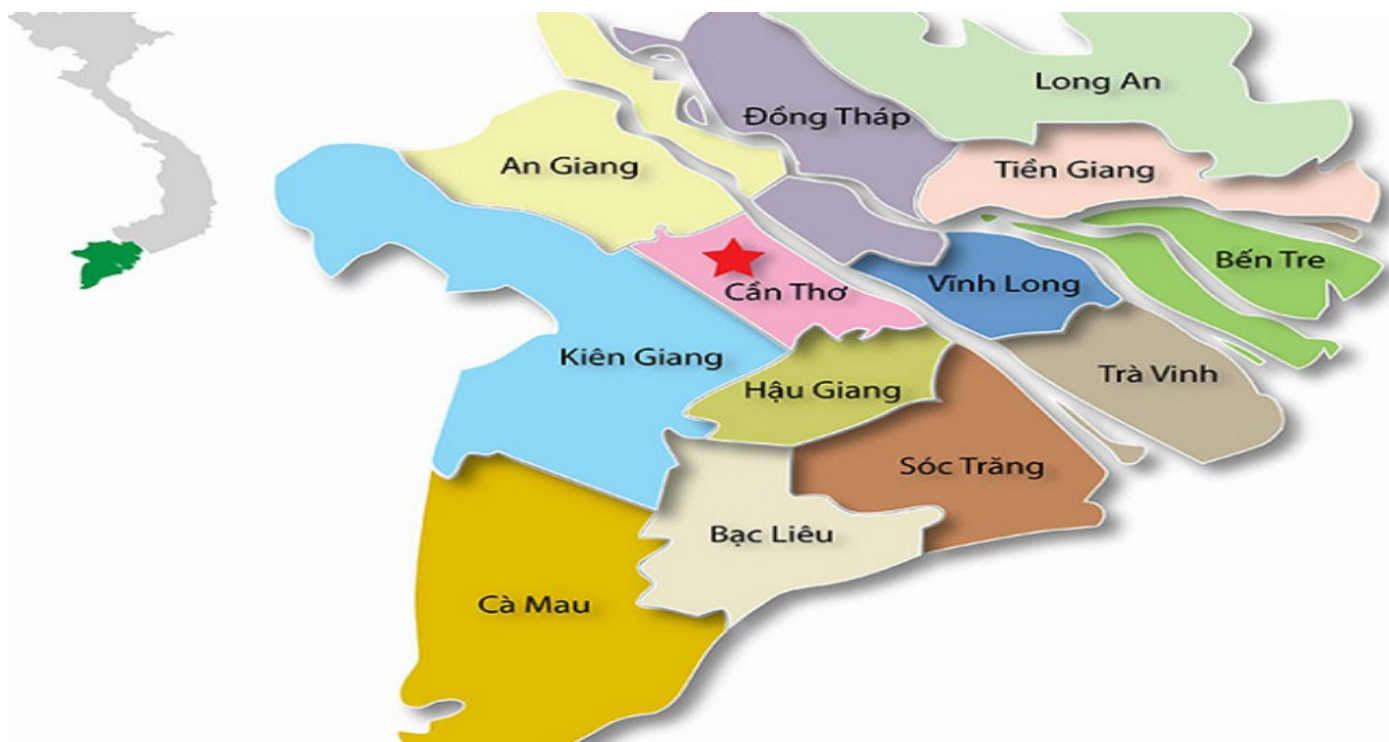 Long An
Đồng Tháp
An Giang
Tiền Giang
Bến Tre
Vĩnh Long
Cần Thơ
Kiên Giang
Trà Vinh
Hậu Giang
Sóc Trăng
Bạc Liêu
Cà Mau